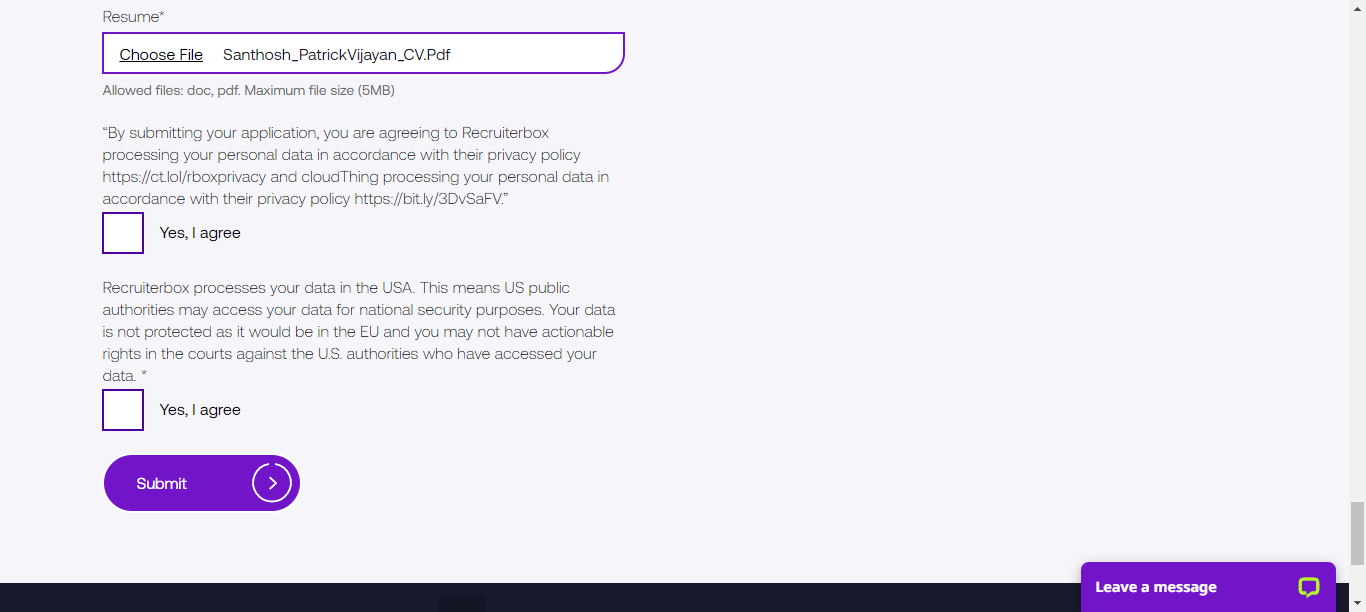 Resume*
Choose File Santhosh_PatrickVijayan_CV.Pdf
Allowed files: doc, pdf. Maximum file size (5MB)
“By submitting your application, you are agreeing to Recruiterbox
processing your personal data in accordance with their privacy policy
https://ct.lol/rboxprivacy and cloudThing processing your personal data in
accordance with their privacy policy https://bit.ly/3DvSaFV.”
Yes, I agree
Recruiterbox processes your data in the USA. This means US public
authorities may access your data for national security purposes. Your data
is not protected as it would be in the EU and you may not have actionable
rights in the courts against the U.S. authorities who have accessed your
data. *
Yes, I agree
Submit
Leave a message